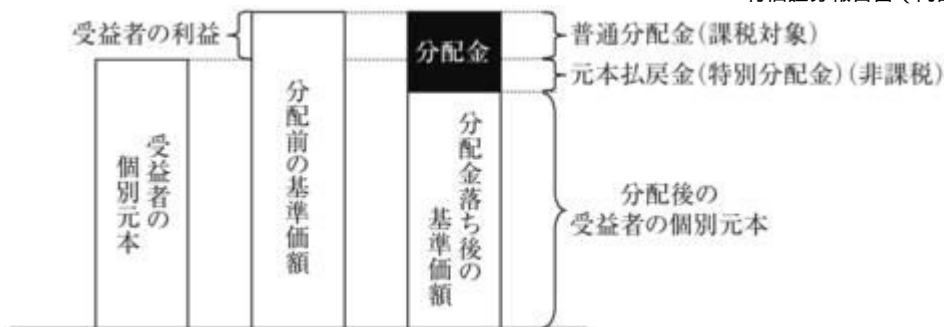 受益者の利益
分配金
普通分配金(課税対象)
元本払戻金(特別分配金)(非課税)
受益者の
個別元本
分配前の基準価額
分配金落ち後の
基準価額
分配後の
受益者の個別元本